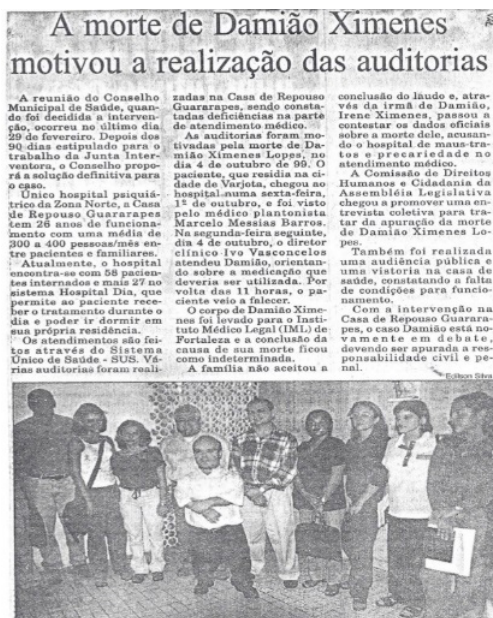 A morte de Damião Ximenes
motivou a realização das auditorias
A reunião do Conselho
Municipal de Saúde, quan-
do foi decidida a interven-
ção, ocorreu no último dia
29 de fevereiro. Depois dos
90 dias estipulado para o
trabalho da Junta Inter-
ventora, o Conselho propo-
rá a solução definitiva para
o caso.
Único hospital psiquiá-
trico da Zona Norte, a Casa
de Repouso Guararapes
tem 26 anos de funciona-
mento com uma média de
300 a 400 pessoas/mês en-
tre pacientes e familiares.
Atualmente, o hospital
encontra-se com 58 pacien-
tes internados e mais 27 no
sistema Hospital Dia, que
permite ao paciente rece-
ber o tratamento durante o
dia e poder ir dormir em
sua própria residência.
Os atendimentos são fei-
tos através do Sistema
Único de Saúde - SUS. Vá-
rias auditorias foram reali-
zadas na Casa de Repouso
Guararapes, sendo consta-
tadas deficiências na parte
de atendimento médico.
As auditorias foram mo-
tivadas pela morte de Da-
mião Ximenes Lopes, no
dia 4 de outubro de 99. O
paciente, que residia na ci-
dade de Varjota, chegou ao
hospital numa sexta-feira,
1º de outubro, e foi visto
pelo médico plantonista
Marcelo Messias Barros.
Na segunda-feira seguinte,
dia 4 de outubro, o diretor
clínico Ivo Vasconcelos
atendeu Damião, orientan-
do sobre a medicação que
deveria ser utilizada. Por
volta das 11 horas, o pa-
ciente veio a falecer.
O corpo de Damião Xime-
nes foi levado para o Insti-
tuto Médico Legal (IML) de
Fortaleza e a conclusão da
causa de sua morte ficou
como indeterminada.
A família não aceitou a
conclusão do laudo e, atra-
vés da irmã de Damião,
Irene Ximenes, passou a
contestar os dados oficiais
sobre a morte dele, acusan-
do o hospital de maus-tra-
tos e precariedade no
atendimento médico.
A Comissão de Direitos
Humanos e Cidadania da
Assembléia Legislativa
chegou a promover uma en-
trevista coletiva para tra-
tar da apuração da morte
de Damião Ximenes Lo-
pes.
Também foi realizada
uma audiência pública e
uma vistoria na casa de
saúde, constatando a falta
de condições para funcio-
namento.
Com a intervenção na
Casa de Repouso Guarara-
pes, o caso Damião está no-
vamente em debate,
devendo ser apurada a res-
ponsabilidade civil e pe-
nal.
Edilson Silva